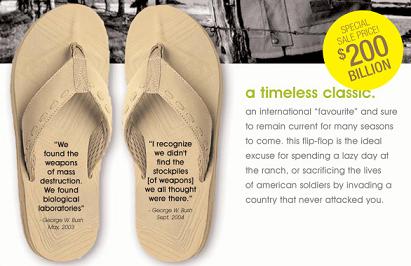 SPECIAL
SALE PRICE!
$200
BILLION
"We
found the
weapons
of mass
destruction.
We found
biological
laboratories"
- George W. Bush
May, 2003
"I recognize
we didn't
find the
stockpiles
[of weapons]
we all thought
were there."
- George W. Bush
Sept, 2004
a timeless classic.
an international "favourite" and sure
to remain current for many seasons
to come. this flip-flop is the ideal
excuse for spending a lazy day at
the ranch, or sacrificing the lives
of american soldiers by invading a
country that never attacked you.